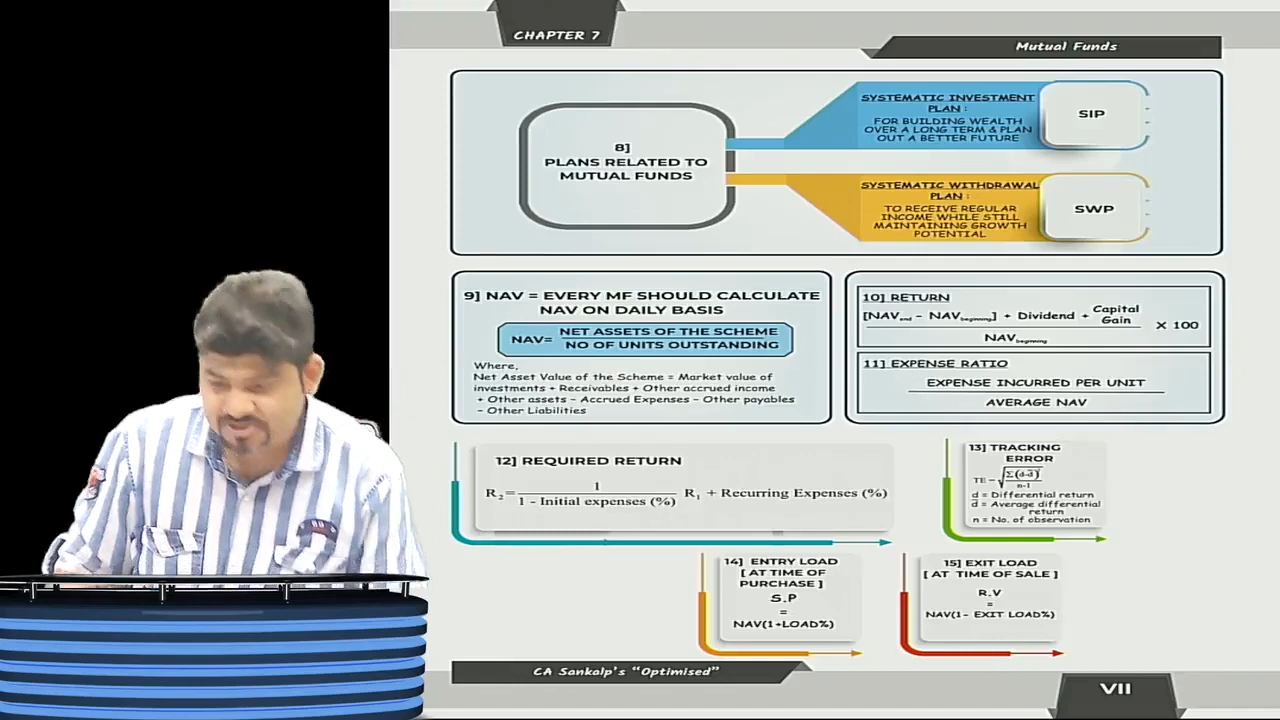 CHAPTER 7
Mutual Funds
8]
PLANS RELATED TO
MUTUAL FUNDS
SYSTEMATIC INVESTMENT
PLAN :
FOR BUILDING WEALTH
OVER A LONG TERM & PLAN
OUT A BETTER FUTURE
SIP
SYSTEMATIC WITHDRAWAL
PLAN :
TO RECEIVE REGULAR
INCOME WHILE STILL
MAINTAINING GROWTH
POTENTIAL
SWP
9] NAV = EVERY MF SHOULD CALCULATE
NAV ON DAILY BASIS
NAV= NET ASSETS OF THE SCHEME
NO OF UNITS OUTSTANDING
Where,
Net Asset Value of the Scheme = Market value of
investments + Receivables + Other accrued income
+ Other assets - Accrued Expenses - Other payables
- Other Liabilities
10] RETURN
[NAVend - NAVbeginning] + Dividend + Capital Gain
NAVbeginning
X 100
11] EXPENSE RATIO
EXPENSE INCURRED PER UNIT
AVERAGE NAV
12] REQUIRED RETURN
R2= 1 / 1 - Initial expenses (%) R1 + Recurring Expenses (%)
13] TRACKING
ERROR
TE = √Σ(d-d̄)² / n-1
d = Differential return
d̄ = Average differential
return
n = No. of observation
14] ENTRY LOAD
[ AT TIME OF
PURCHASE ]
S.P
=
NAV(1+LOAD%)
15] EXIT LOAD
[ AT TIME OF SALE ]
R.V
=
NAV(1- EXIT LOAD%)
CA Sankalp's "Optimised"
VII